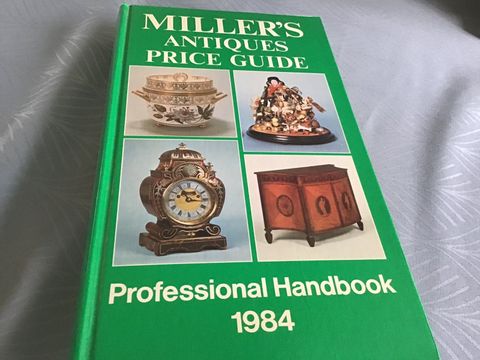 MILLER'S
ANTIQUES
PRICE GUIDE
Professional Handbook
1984